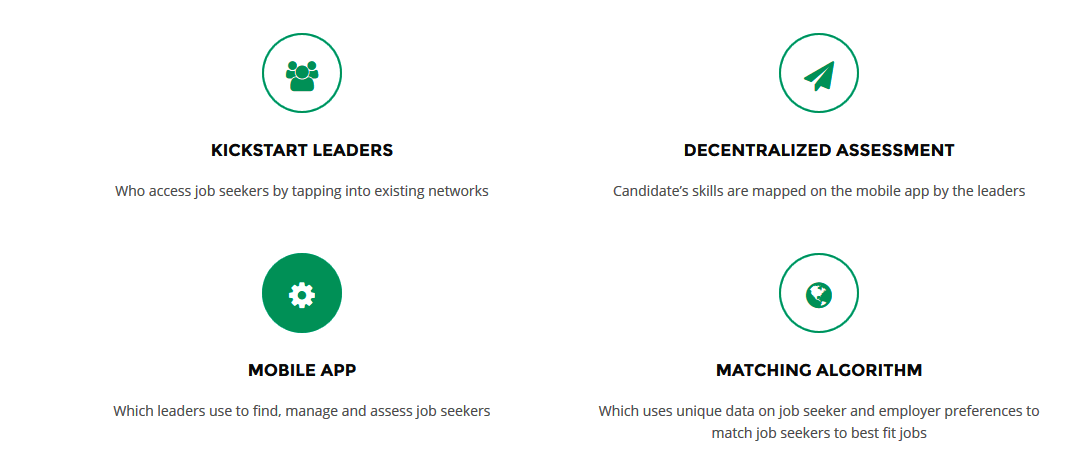 KICKSTART LEADERS
Who access job seekers by tapping into existing networks
DECENTRALIZED ASSESSMENT
Candidate's skills are mapped on the mobile app by the leaders
MOBILE APP
Which leaders use to find, manage and assess job seekers
MATCHING ALGORITHM
Which uses unique data on job seeker and employer preferences to
match job seekers to best fit jobs